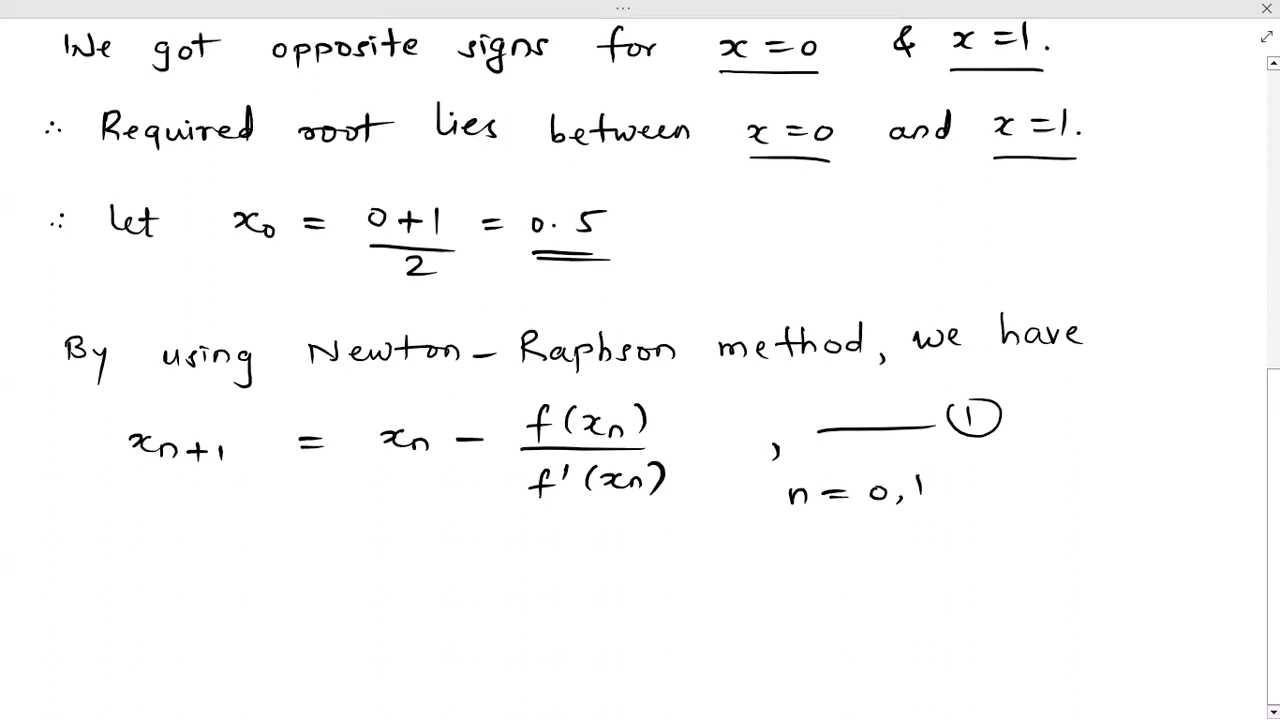 We got opposite signs for x = 0 & x = 1.
∴ Required root lies between x = 0 and x = 1.
∴ let x₀ = (0 + 1)/2 = 0.5
By using Newton - Raphson method, we have
xₙ₊₁ = xₙ - f(xₙ)/f'(xₙ) , —— ①
n = 0, 1